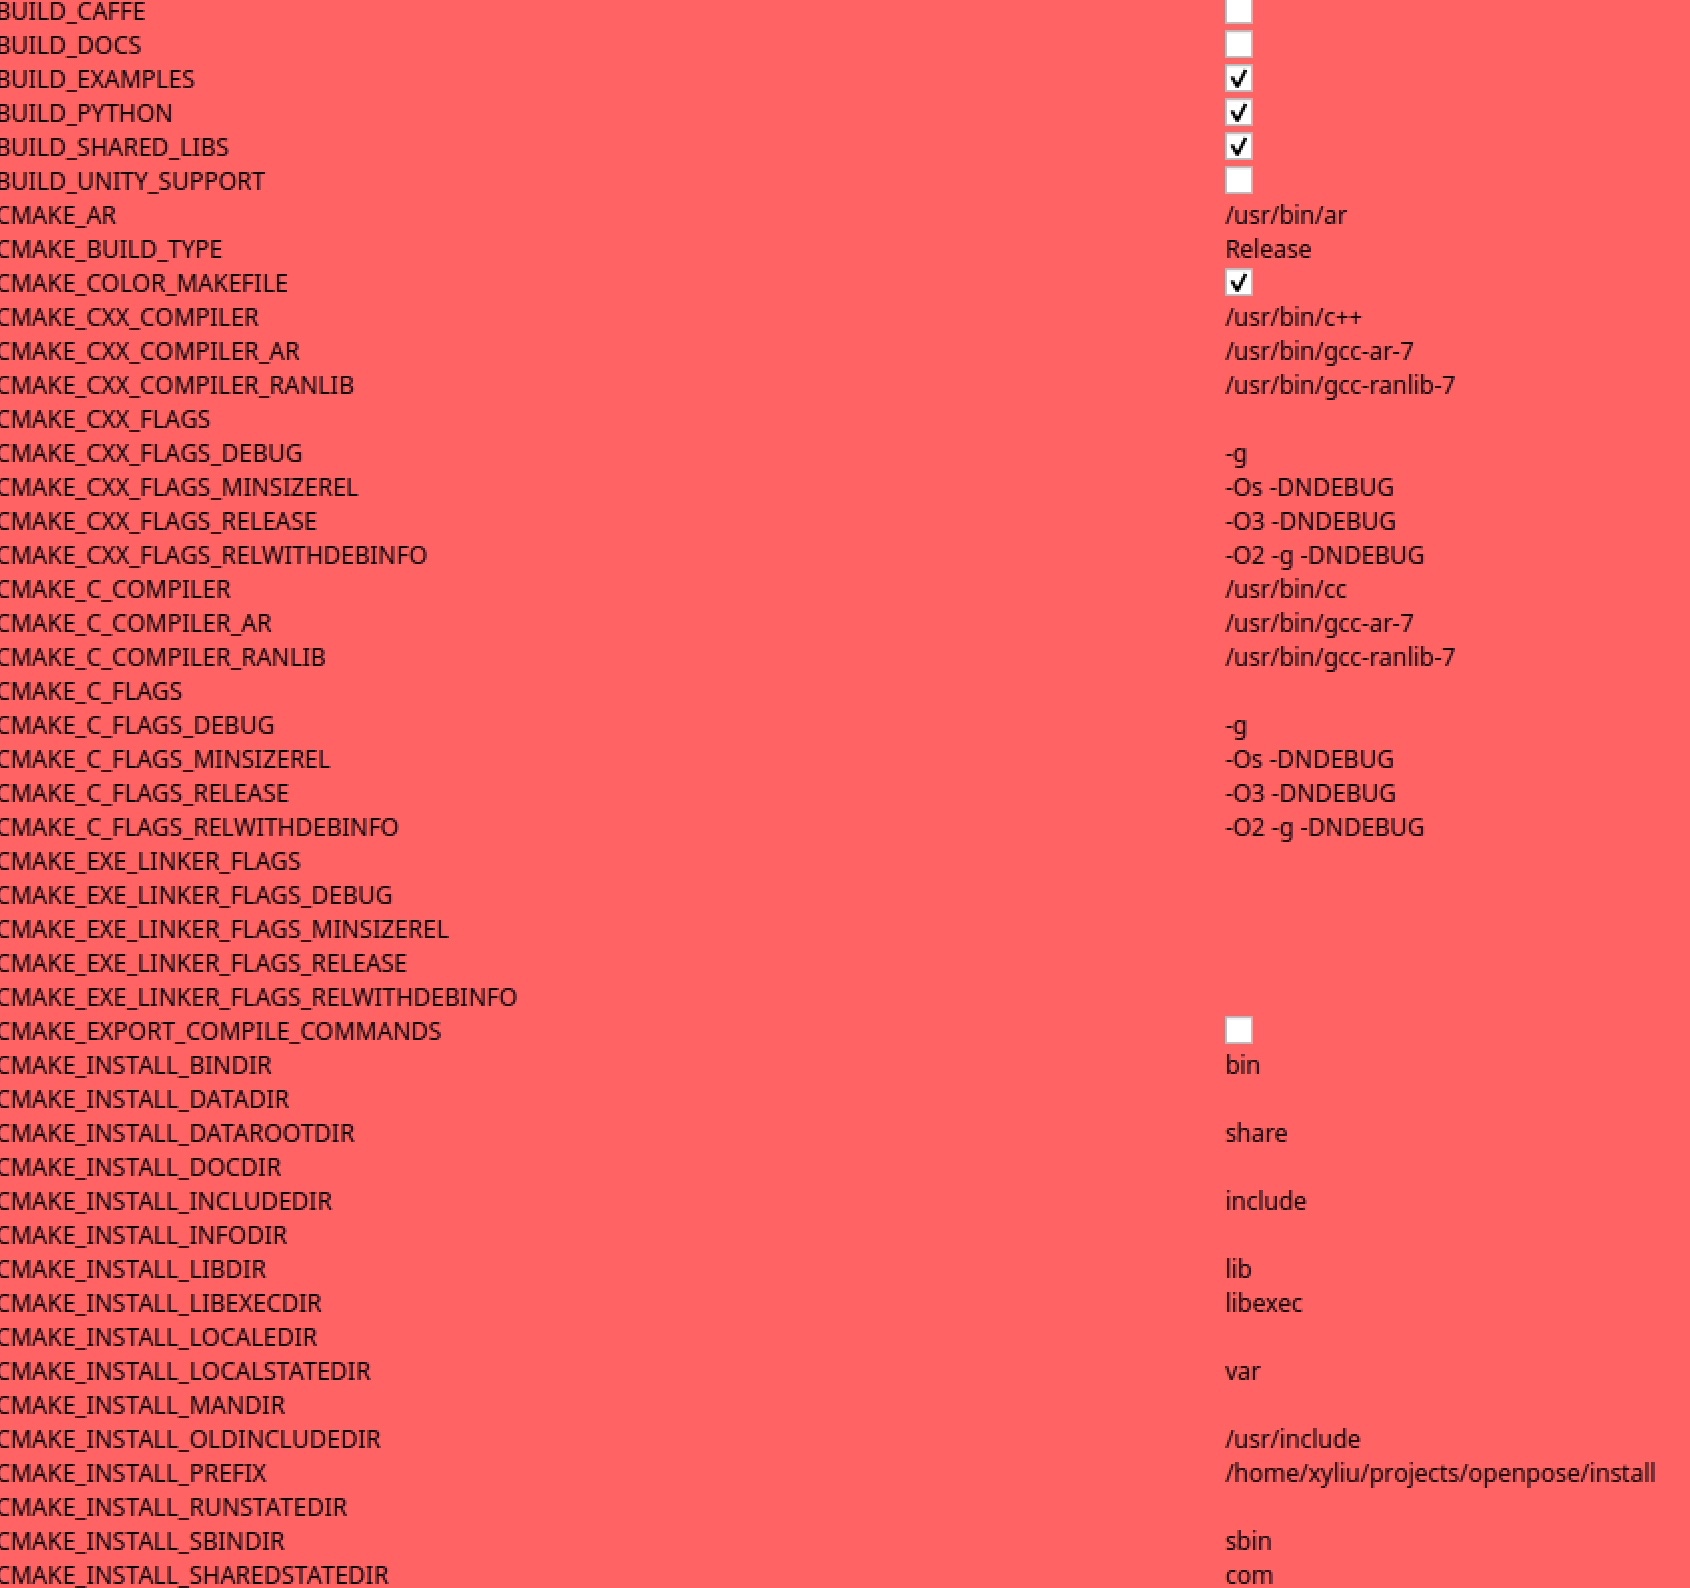 BUILD_CAFFE
BUILD_DOCS
BUILD_EXAMPLES
BUILD_PYTHON
BUILD_SHARED_LIBS
BUILD_UNITY_SUPPORT
CMAKE_AR /usr/bin/ar
CMAKE_BUILD_TYPE Release
CMAKE_COLOR_MAKEFILE
CMAKE_CXX_COMPILER /usr/bin/c++
CMAKE_CXX_COMPILER_AR /usr/bin/gcc-ar-7
CMAKE_CXX_COMPILER_RANLIB /usr/bin/gcc-ranlib-7
CMAKE_CXX_FLAGS
CMAKE_CXX_FLAGS_DEBUG -g
CMAKE_CXX_FLAGS_MINSIZEREL -Os -DNDEBUG
CMAKE_CXX_FLAGS_RELEASE -O3 -DNDEBUG
CMAKE_CXX_FLAGS_RELWITHDEBINFO -O2 -g -DNDEBUG
CMAKE_C_COMPILER /usr/bin/cc
CMAKE_C_COMPILER_AR /usr/bin/gcc-ar-7
CMAKE_C_COMPILER_RANLIB /usr/bin/gcc-ranlib-7
CMAKE_C_FLAGS
CMAKE_C_FLAGS_DEBUG -g
CMAKE_C_FLAGS_MINSIZEREL -Os -DNDEBUG
CMAKE_C_FLAGS_RELEASE -O3 -DNDEBUG
CMAKE_C_FLAGS_RELWITHDEBINFO -O2 -g -DNDEBUG
CMAKE_EXE_LINKER_FLAGS
CMAKE_EXE_LINKER_FLAGS_DEBUG
CMAKE_EXE_LINKER_FLAGS_MINSIZEREL
CMAKE_EXE_LINKER_FLAGS_RELEASE
CMAKE_EXE_LINKER_FLAGS_RELWITHDEBINFO
CMAKE_EXPORT_COMPILE_COMMANDS
CMAKE_INSTALL_BINDIR bin
CMAKE_INSTALL_DATADIR
CMAKE_INSTALL_DATAROOTDIR share
CMAKE_INSTALL_DOCDIR
CMAKE_INSTALL_INCLUDEDIR include
CMAKE_INSTALL_INFODIR
CMAKE_INSTALL_LIBDIR lib
CMAKE_INSTALL_LIBEXECDIR libexec
CMAKE_INSTALL_LOCALEDIR
CMAKE_INSTALL_LOCALSTATEDIR var
CMAKE_INSTALL_MANDIR
CMAKE_INSTALL_OLDINCLUDEDIR /usr/include
CMAKE_INSTALL_PREFIX /home/xyliu/projects/openpose/install
CMAKE_INSTALL_RUNSTATEDIR
CMAKE_INSTALL_SBINDIR sbin
CMAKE_INSTALL_SHAREDSTATEDIR com